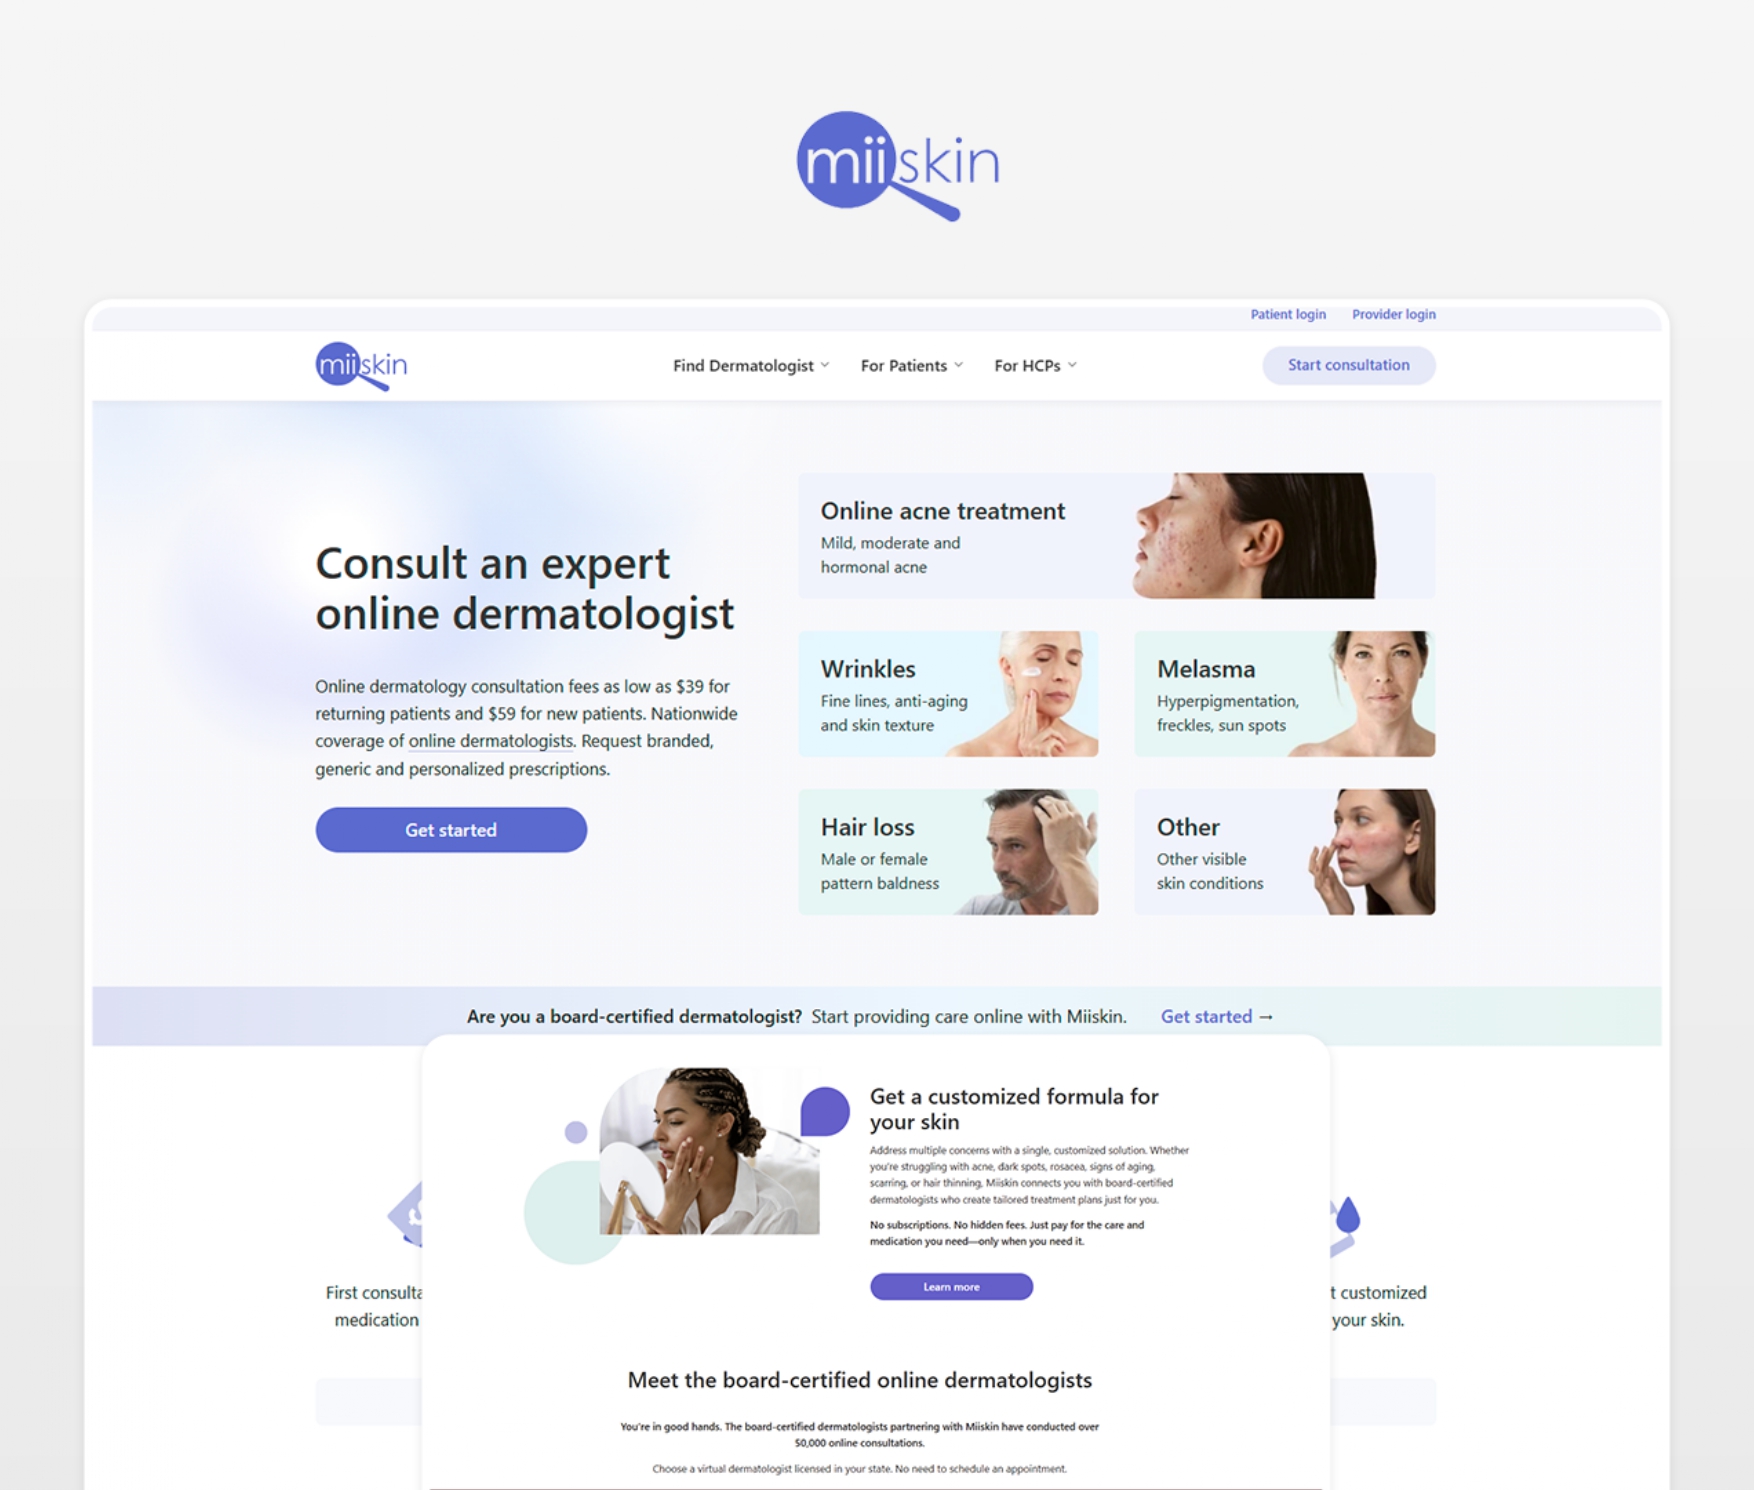 miiskin
Patient login Provider login
miiskin
Find Dermatologist For Patients For HCPs
Start consultation
Consult an expert
online dermatologist
Online dermatology consultation fees as low as $39 for
returning patients and $59 for new patients. Nationwide
coverage of online dermatologists. Request branded,
generic and personalized prescriptions.
Get started
Online acne treatment
Mild, moderate and
hormonal acne
Wrinkles
Fine lines, anti-aging
and skin texture
Melasma
Hyperpigmentation,
freckles, sun spots
Hair loss
Male or female
pattern baldness
Other
Other visible
skin conditions
Are you a board-certified dermatologist? Start providing care online with Miiskin. Get started →
Get a customized formula for
your skin
Address multiple concerns with a single, customized solution. Whether
you're struggling with acne, dark spots, rosacea, signs of aging,
scarring, or hair thinning, Miiskin connects you with board-certified
dermatologists who create tailored treatment plans just for you.
No subscriptions. No hidden fees. Just pay for the care and
medication you need—only when you need it.
Learn more
First consulta
medication
t customized
your skin.
Meet the board-certified online dermatologists
You're in good hands. The board-certified dermatologists partnering with Miiskin have conducted over
50,000 online consultations.
Choose a virtual dermatologist licensed in your state. No need to schedule an appointment.